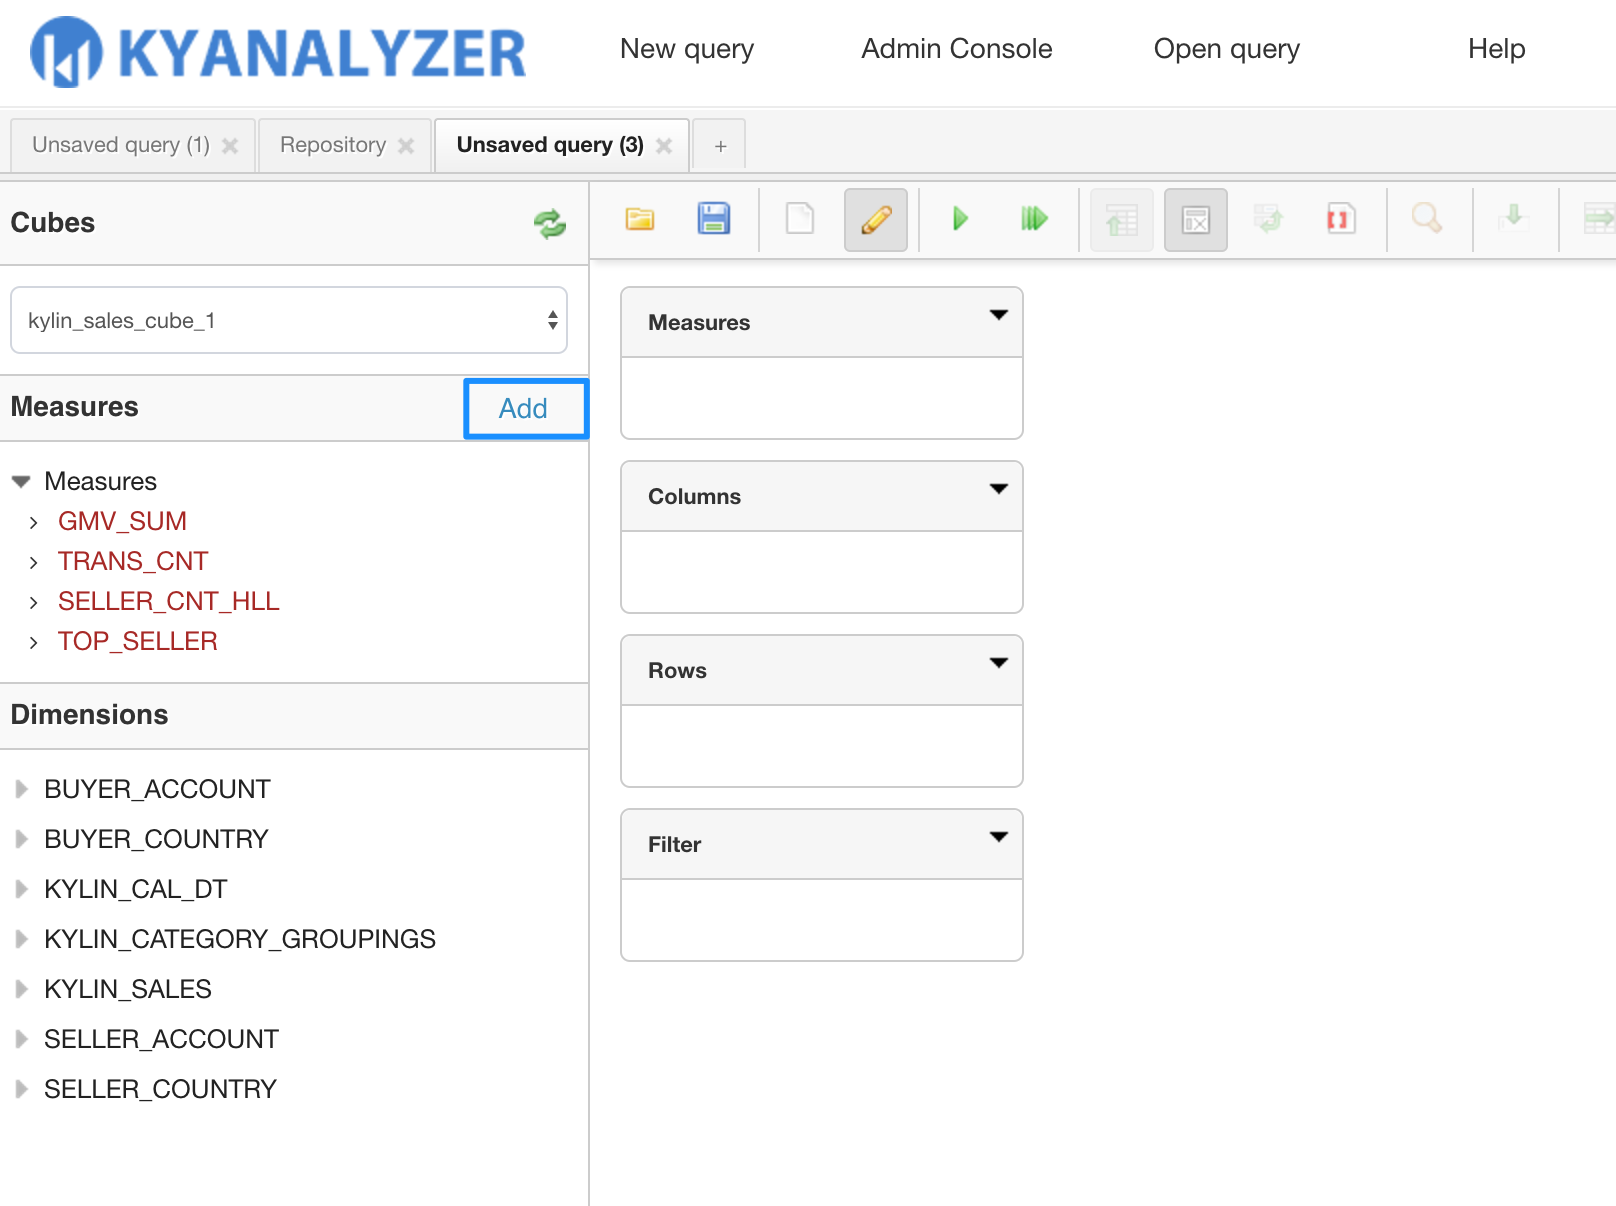 KYANALYZER
New query Admin Console Open query Help
Unsaved query (1) Repository Unsaved query (3) +
Cubes
kylin_sales_cube_1
Measures Add
Measures
GMV_SUM
TRANS_CNT
SELLER_CNT_HLL
TOP_SELLER
Dimensions
BUYER_ACCOUNT
BUYER_COUNTRY
KYLIN_CAL_DT
KYLIN_CATEGORY_GROUPINGS
KYLIN_SALES
SELLER_ACCOUNT
SELLER_COUNTRY
Measures
Columns
Rows
Filter